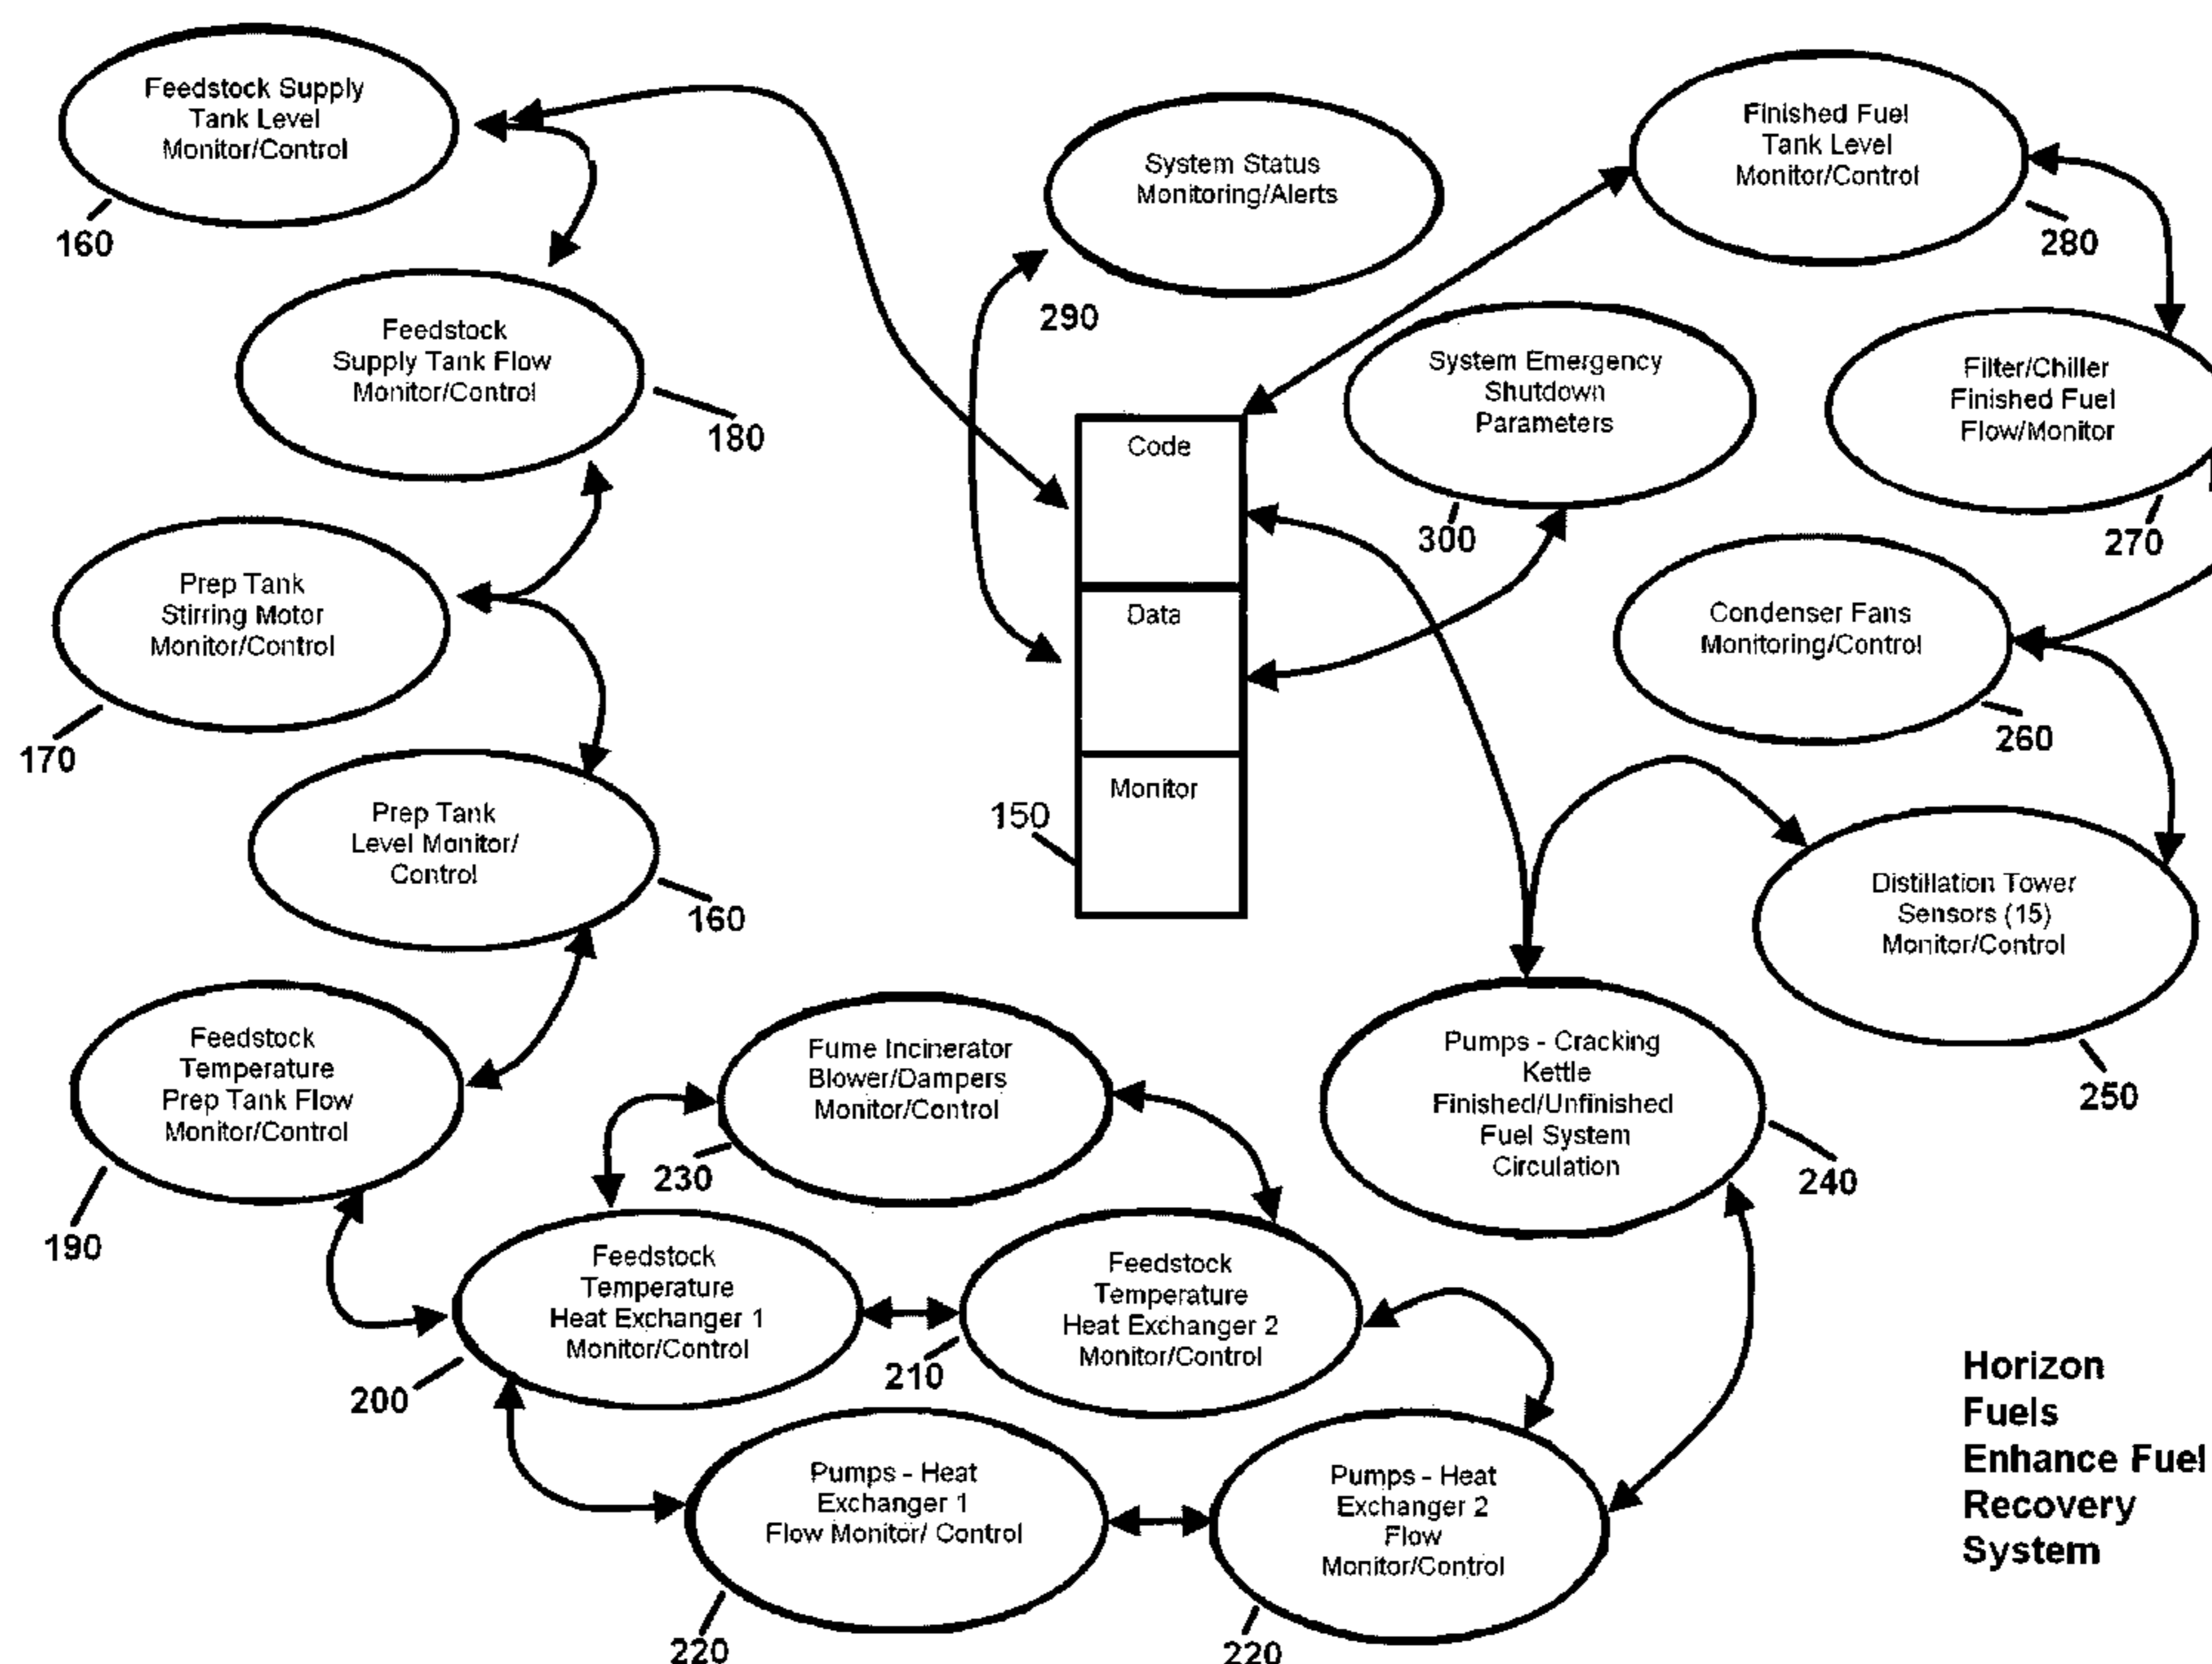 Feedstock Supply
Tank Level
Monitor/Control
160
Feedstock
Supply Tank Flow
Monitor/Control
180
Prep Tank
Stirring Motor
Monitor/Control
170
Prep Tank
Level Monitor/
Control
160
Feedstock
Temperature
Prep Tank Flow
Monitor/Control
190
System Status
Monitoring/Alerts
290
Code
Data
Monitor
150
System Emergency
Shutdown
Parameters
300
Finished Fuel
Tank Level
Monitor/Control
280
Filter/Chiller
Finished Fuel
Flow/Monitor
270
Condenser Fans
Monitoring/Control
260
Distillation Tower
Sensors (15)
Monitor/Control
250
Pumps - Cracking
Kettle
Finished/Unfinished
Fuel System
Circulation
240
Fume Incinerator
Blower/Dampers
Monitor/Control
230
Feedstock
Temperature
Heat Exchanger 1
Monitor/Control
200
Feedstock
Temperature
Heat Exchanger 2
Monitor/Control
210
Pumps - Heat
Exchanger 1
Flow Monitor/ Control
220
Pumps - Heat
Exchanger 2
Flow
Monitor/Control
220
Horizon
Fuels
Enhance Fuel
Recovery
System